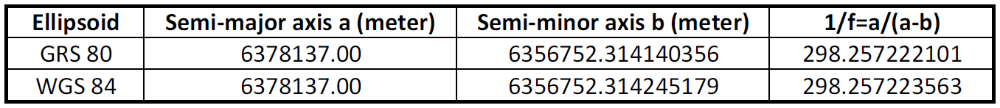 Ellipsoid Semi-major axis a (meter) Semi-minor axis b (meter) 1/f=a/(a-b)
GRS 80 6378137.00 6356752.314140356 298.257222101
WGS 84 6378137.00 6356752.314245179 298.257223563